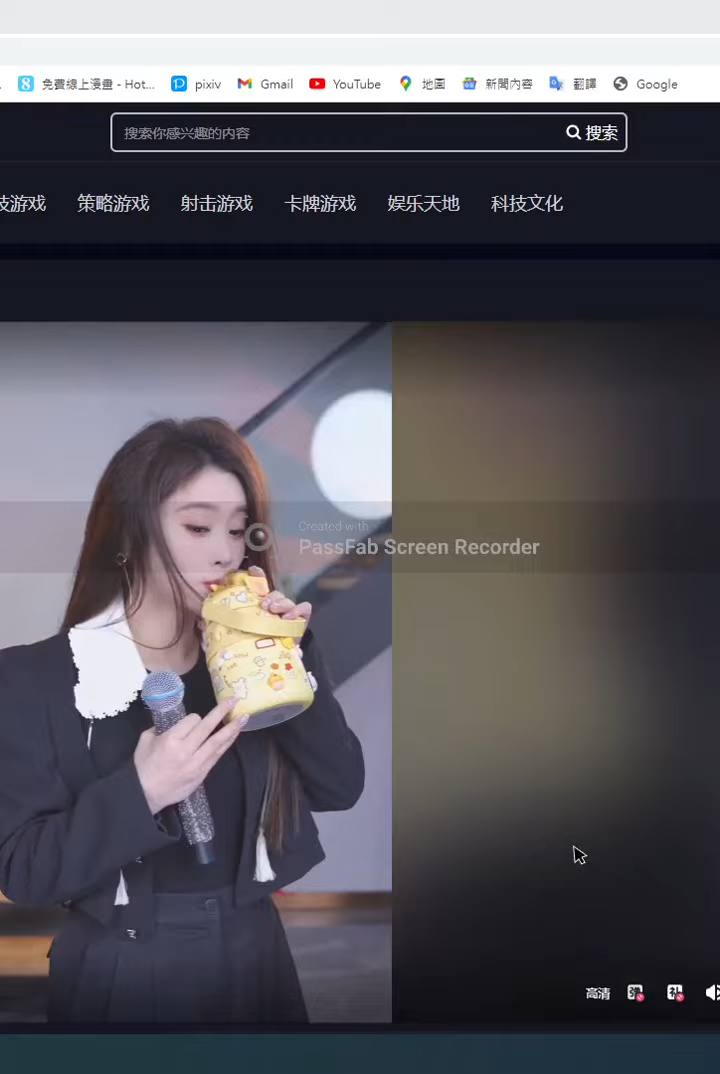 免費線上漫畫 - Hot... pixiv Gmail YouTube 地圖 新聞內容 翻譯 Google
搜索你感兴趣的内容 搜索
技游戏 策略游戏 射击游戏 卡牌游戏 娱乐天地 科技文化
Created with
PassFab Screen Recorder
高清 弹 礼